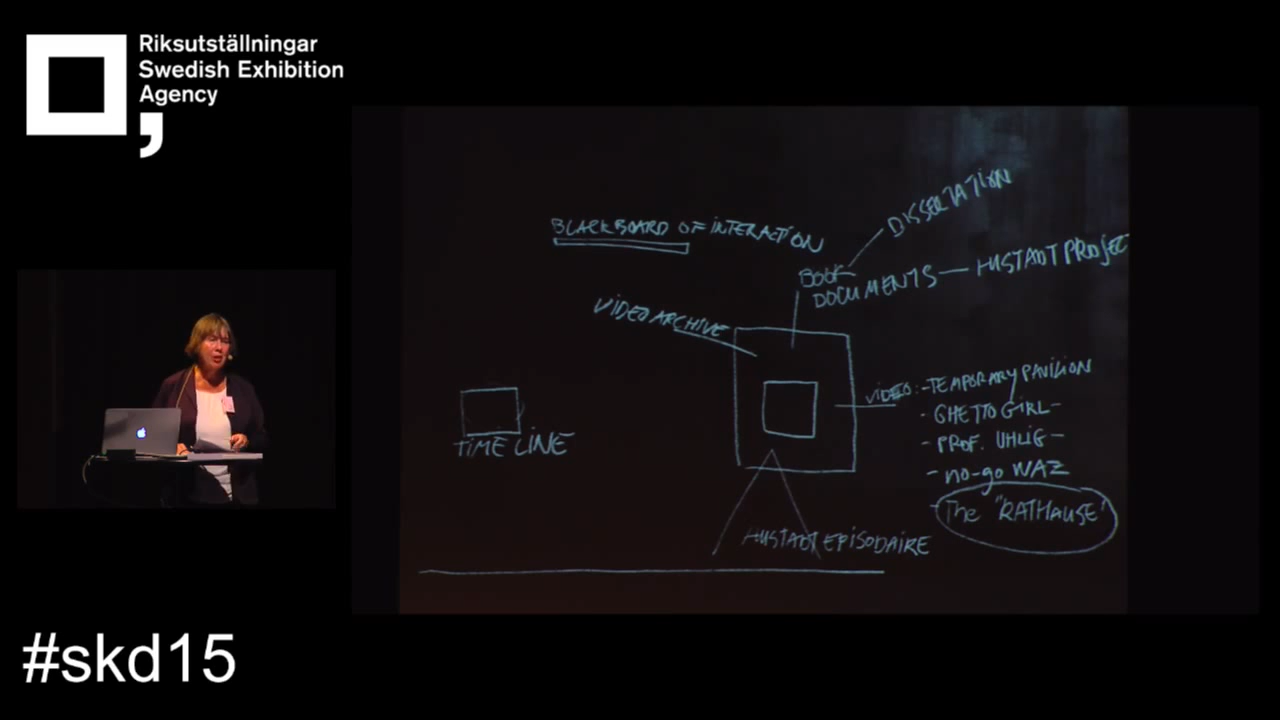 Riksutställningar
Swedish Exhibition
Agency
BLACKBOARD OF INTERACTION
DISSERTATION
BOOK
DOCUMENTS — HUSTADT PROJECT
VIDEO ARCHIVE
TIME LINE
VIDEO: - TEMPORARY PAVILION
- GHETTO GIRL -
- PROF. UHLIG -
- no-go WAZ
- The "RATHAUSE"
HUSTADT EPISODAIRE
#skd15